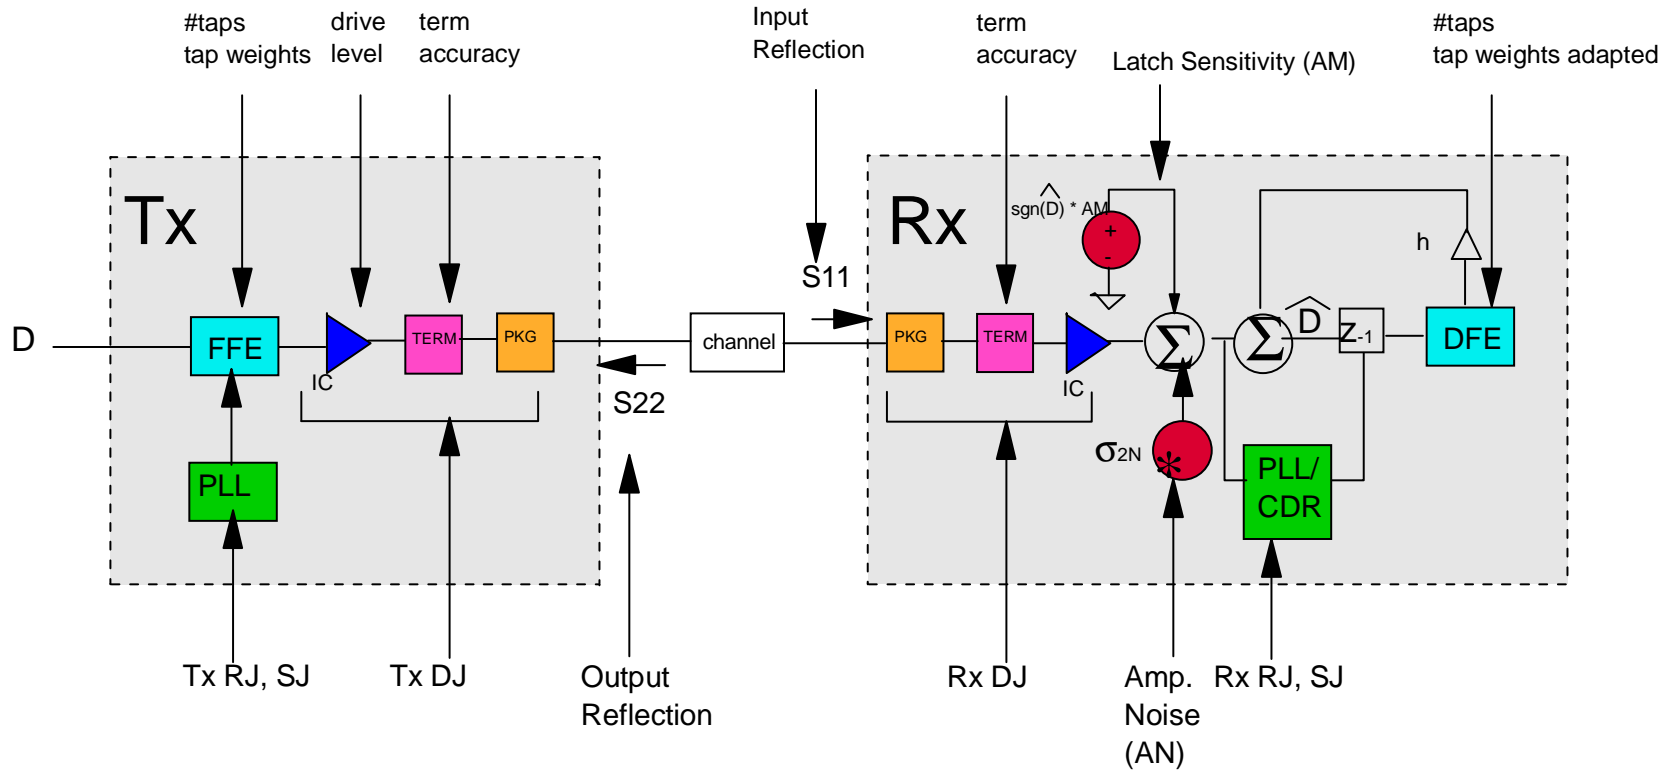 #taps
tap weights
drive
level
term
accuracy
Input
Reflection
term
accuracy
Latch Sensitivity (AM)
#taps
tap weights adapted
Tx
Rx
sgn(D^) * AM
+
-
h
S11
D
FFE
IC
TERM
PKG
channel
PKG
TERM
IC
Σ
Σ
D^
Z-1
DFE
S22
PLL
σ2N
*
PLL/
CDR
Tx RJ, SJ
Tx DJ
Output
Reflection
Rx DJ
Amp.
Noise
(AN)
Rx RJ, SJ